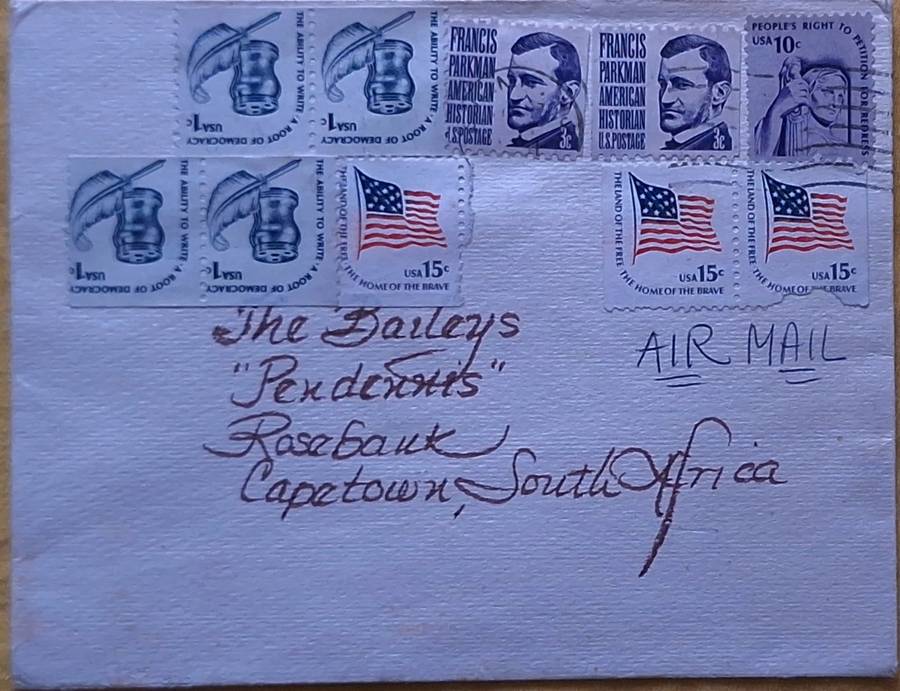 USA 1c
THE ABILITY TO WRITE · A ROOT OF DEMOCRACY
USA 1c
THE ABILITY TO WRITE · A ROOT OF DEMOCRACY
FRANCIS
PARKMAN
AMERICAN
HISTORIAN
U.S.POSTAGE
3c
FRANCIS
PARKMAN
AMERICAN
HISTORIAN
U.S.POSTAGE
3c
PEOPLE'S RIGHT TO PETITION FOR REDRESS
USA 10c
USA 1c
THE ABILITY TO WRITE · A ROOT OF DEMOCRACY
USA 1c
THE ABILITY TO WRITE · A ROOT OF DEMOCRACY
THE LAND OF THE FREE THE HOME OF THE BRAVE
USA 15c
THE LAND OF THE FREE THE HOME OF THE BRAVE
USA 15c
THE LAND OF THE FREE THE HOME OF THE BRAVE
USA 15c
AIR MAIL
The Baileys
"Pendennis"
Rosebank
Capetown, South Africa